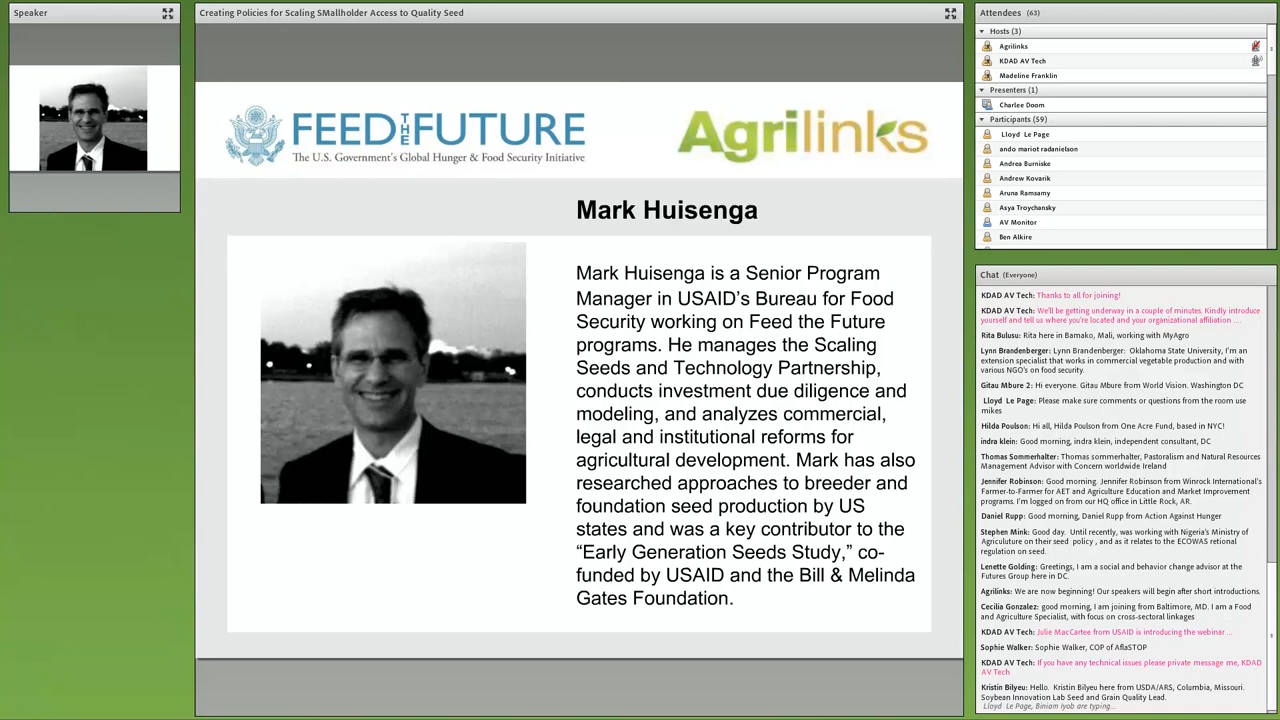 Speaker
Creating Policies for Scaling SMallholder Access to Quality Seed
FEED THE FUTURE
The U.S. Government's Global Hunger & Food Security Initiative
Agrilinks
Mark Huisenga
Mark Huisenga is a Senior Program
Manager in USAID's Bureau for Food
Security working on Feed the Future
programs. He manages the Scaling
Seeds and Technology Partnership,
conducts investment due diligence and
modeling, and analyzes commercial,
legal and institutional reforms for
agricultural development. Mark has also
researched approaches to breeder and
foundation seed production by US
states and was a key contributor to the
“Early Generation Seeds Study,” co-
funded by USAID and the Bill & Melinda
Gates Foundation.
Attendees (63)
Hosts (3)
Agrilinks
KDAD AV Tech
Madeline Franklin
Presenters (1)
Charlee Doom
Participants (59)
Lloyd Le Page
ando mariot radanielson
Andrea Burniske
Andrew Kovarik
Aruna Ramsamy
Asya Troychansky
AV Monitor
Ben Alkire
Chat (Everyone)
KDAD AV Tech: Thanks to all for joining!
KDAD AV Tech: We'll be getting underway in a couple of minutes. Kindly introduce
yourself and tell us where you're located and your organizational affiliation ....
Rita Bulusu: Rita here in Bamako, Mali, working with MyAgro
Lynn Brandenberger: Lynn Brandenberger: Oklahoma State University, I'm an
extension specialist that works in commercial vegetable production and with
various NGO's on food security.
Gitau Mbure 2: Hi everyone. Gitau Mbure from World Vision. Washington DC
Lloyd Le Page: Please make sure comments or questions from the room use
mikes
Hilda Poulson: Hi all, Hilda Poulson from One Acre Fund, based in NYC!
indra klein: Good morning, indra klein, independent consultant, DC
Thomas Sommerhalter: Thomas sommerhalter, Pastoralism and Natural Resources
Management Advisor with Concern worldwide Ireland
Jennifer Robinson: Good morning. Jennifer Robinson from Winrock International's
Farmer-to-Farmer for AET and Agriculture Education and Market Improvement
programs. I'm logged on from our HQ office in Little Rock, AR.
Daniel Rupp: Good morning, Daniel Rupp from Action Against Hunger
Stephen Mink: Good day. Until recently, was working with Nigeria's Ministry of
Agriculuture on their seed policy , and as it relates to the ECOWAS retional
regulation on seed.
Lenette Golding: Greetings, I am a social and behavior change advisor at the
Futures Group here in DC.
Agrilinks: We are now beginning! Our speakers will begin after short introductions.
Cecilia Gonzalez: good morning, I am joining from Baltimore, MD. I am a Food
and Agriculture Specialist, with focus on cross-sectoral linkages
KDAD AV Tech: Julie MacCartee from USAID is introducing the webinar ...
Sophie Walker: Sophie Walker, COP of AflaSTOP
KDAD AV Tech: If you have any technical issues please private message me, KDAD
AV Tech
Kristin Bilyeu: Hello. Kristin Bilyeu here from USDA/ARS, Columbia, Missouri.
Soybean Innovation Lab Seed and Grain Quality Lead.
Lloyd Le Page, Biniam Iyob are typing...